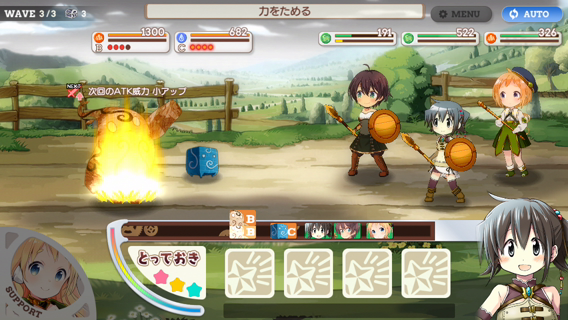 WAVE 3/3 3
力をためる
MENU
AUTO
1300
B
682
C
191
522
326
次回のATK威力 小アップ
B
B
C
とっておき
SUPPORT